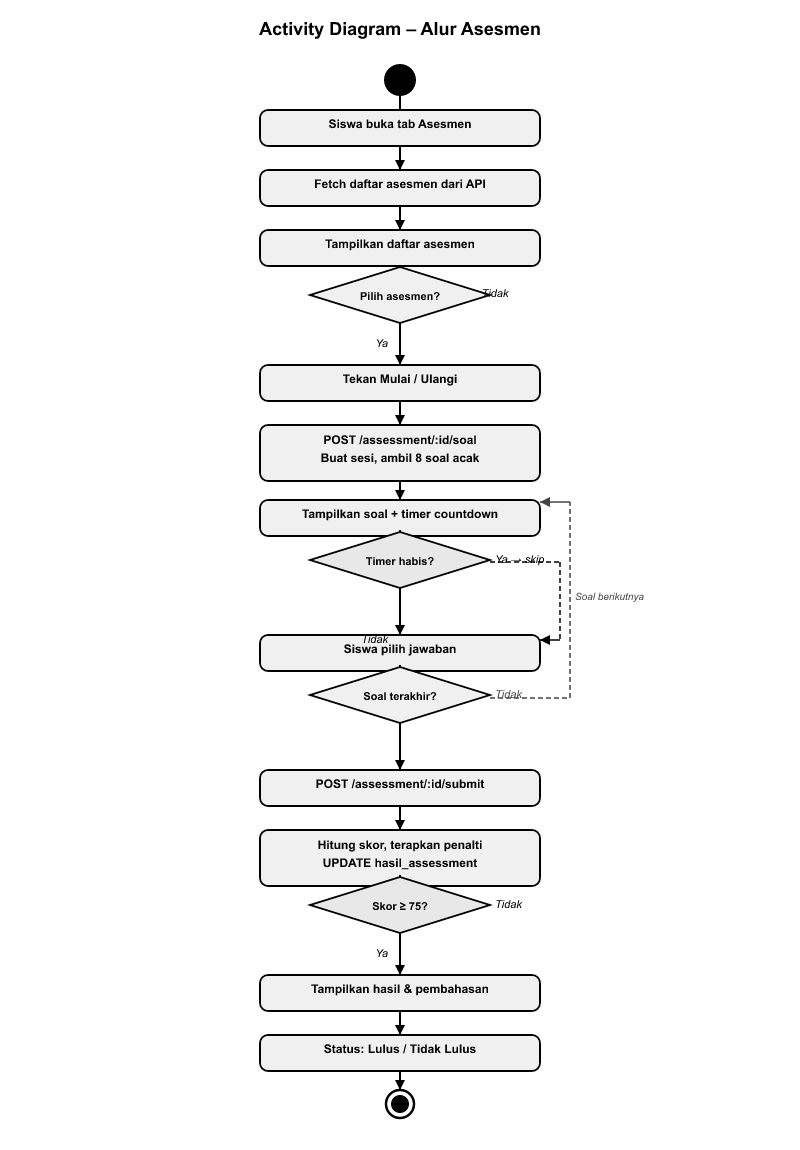 Activity Diagram – Alur Asesmen
Siswa buka tab Asesmen
Fetch daftar asesmen dari API
Tampilkan daftar asesmen
Pilih asesmen?
Tidak
Ya
Tekan Mulai / Ulangi
POST /assessment/:id/soal
Buat sesi, ambil 8 soal acak
Tampilkan soal + timer countdown
Timer habis?
Ya → skip
Soal berikutnya
Tidak
Siswa pilih jawaban
Soal terakhir?
Tidak
POST /assessment/:id/submit
Hitung skor, terapkan penalti
UPDATE hasil_assessment
Skor ≥ 75?
Tidak
Ya
Tampilkan hasil & pembahasan
Status: Lulus / Tidak Lulus